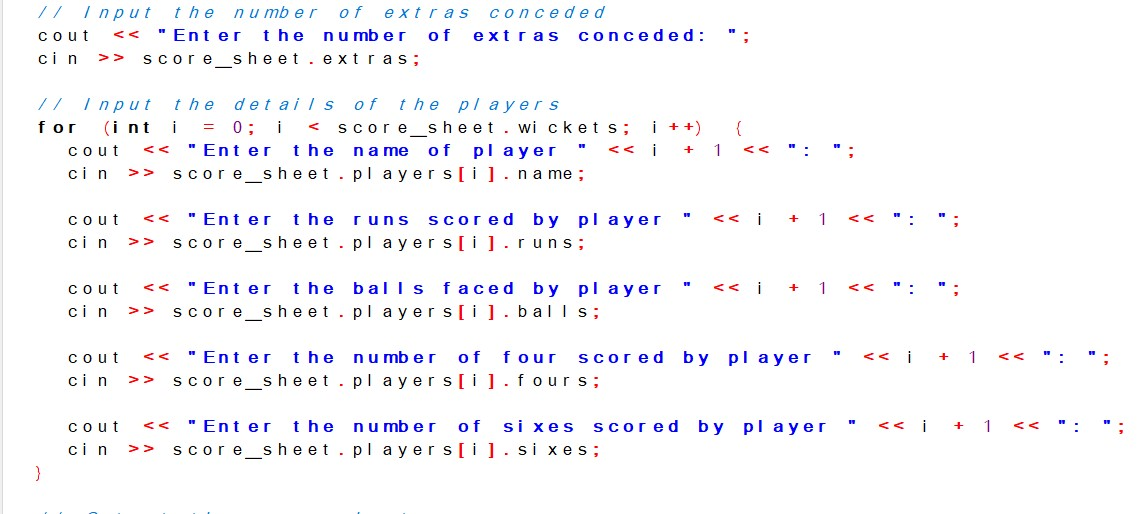 // Input the number of extras conceded
cout << "Enter the number of extras conceded: ";
cin >> score_sheet.extras;
// Input the details of the players
for (int i = 0; i < score_sheet.wickets; i++) {
cout << "Enter the name of player " << i + 1 << ": ";
cin >> score_sheet.players[i].name;
cout << "Enter the runs scored by player " << i + 1 << ": ";
cin >> score_sheet.players[i].runs;
cout << "Enter the balls faced by player " << i + 1 << ": ";
cin >> score_sheet.players[i].balls;
cout << "Enter the number of four scored by player " << i + 1 << ": ";
cin >> score_sheet.players[i].fours;
cout << "Enter the number of sixes scored by player " << i + 1 << ": ";
cin >> score_sheet.players[i].sixes;
}